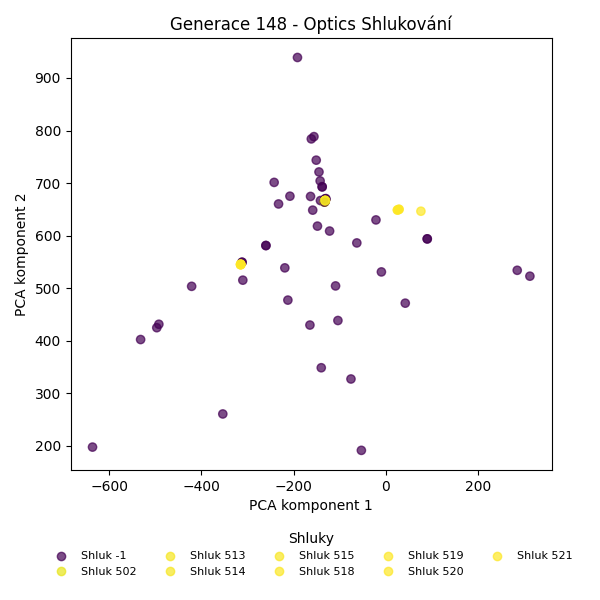 Generace 148 - Optics Shlukování
PCA komponent 2
900
800
700
600
500
400
300
200
−600 −400 −200 0 200
PCA komponent 1
Shluky
Shluk -1 Shluk 513 Shluk 515 Shluk 519 Shluk 521
Shluk 502 Shluk 514 Shluk 518 Shluk 520